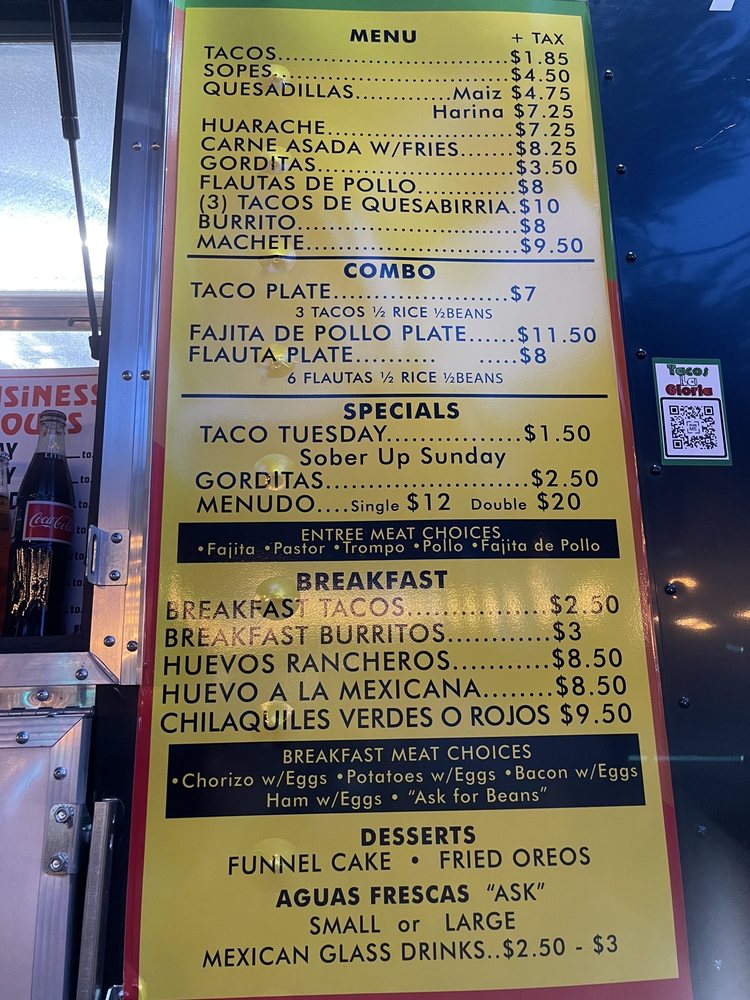 MENU + TAX
TACOS..............................$1.85
SOPES..............................$4.50
QUESADILLAS............Maiz $4.75
Harina $7.25
HUARACHE........................$7.25
CARNE ASADA W/FRIES.......$8.25
GORDITAS.........................$3.50
FLAUTAS DE POLLO............$8
(3) TACOS DE QUESABIRRIA.$10
BURRITO...........................$8
MACHETE..........................$9.50
COMBO
TACO PLATE......................$7
3 TACOS ½ RICE ½BEANS
FAJITA DE POLLO PLATE......$11.50
FLAUTA PLATE.......... .....$8
6 FLAUTAS ½ RICE ½BEANS
SPECIALS
TACO TUESDAY................$1.50
Sober Up Sunday
GORDITAS.........................$2.50
MENUDO....Single $12 Double $20
ENTREE MEAT CHOICES
•Fajita •Pastor •Trompo •Pollo •Fajita de Pollo
BREAKFAST
BREAKFAST TACOS.................$2.50
BREAKFAST BURRITOS............$3
HUEVOS RANCHEROS...........$8.50
HUEVO A LA MEXICANA........$8.50
CHILAQUILES VERDES O ROJOS $9.50
BREAKFAST MEAT CHOICES
•Chorizo w/Eggs •Potatoes w/Eggs •Bacon w/Eggs
Ham w/Eggs • "Ask for Beans"
DESSERTS
FUNNEL CAKE • FRIED OREOS
AGUAS FRESCAS "ASK"
SMALL or LARGE
MEXICAN GLASS DRINKS..$2.50 - $3
Tacos
La
Gloria
Coca-Cola